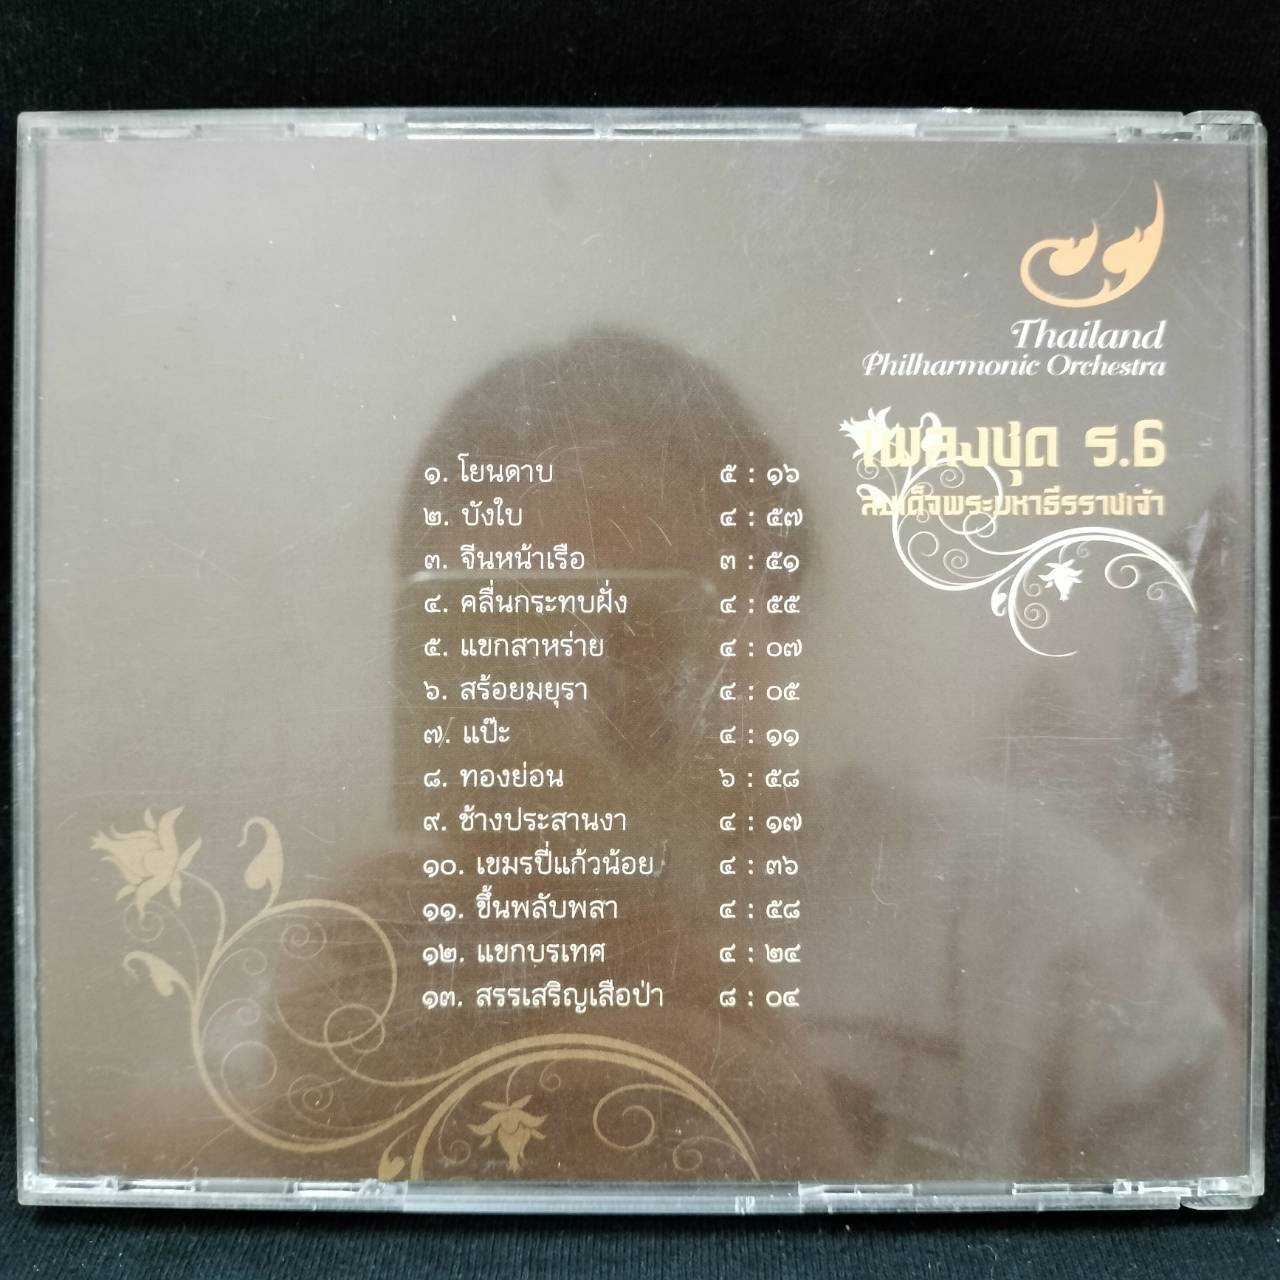 Thailand
Philharmonic Orchestra
เพลงชุด ร.6
สมเด็จพระมหาธีรราชเจ้า
๑. โยนดาบ ๕ : ๑๖
๒. บังใบ ๔ : ๕๗
๓. จีนหน้าเรือ ๓ : ๕๑
๔. คลื่นกระทบฝั่ง ๔ : ๕๕
๕. แขกสาหร่าย ๔ : ๐๗
๖. สร้อยมยุรา ๔ : ๐๕
๗. แป๊ะ ๔ : ๑๑
๘. ทองย่อน ๖ : ๕๘
๙. ช้างประสานงา ๔ : ๑๗
๑๐. เขมรปี่แก้วน้อย ๔ : ๓๖
๑๑. ขึ้นพลับพลา ๔ : ๕๘
๑๒. แขกบรเทศ ๔ : ๒๔
๑๓. สรรเสริญเสือป่า ๘ : ๐๔